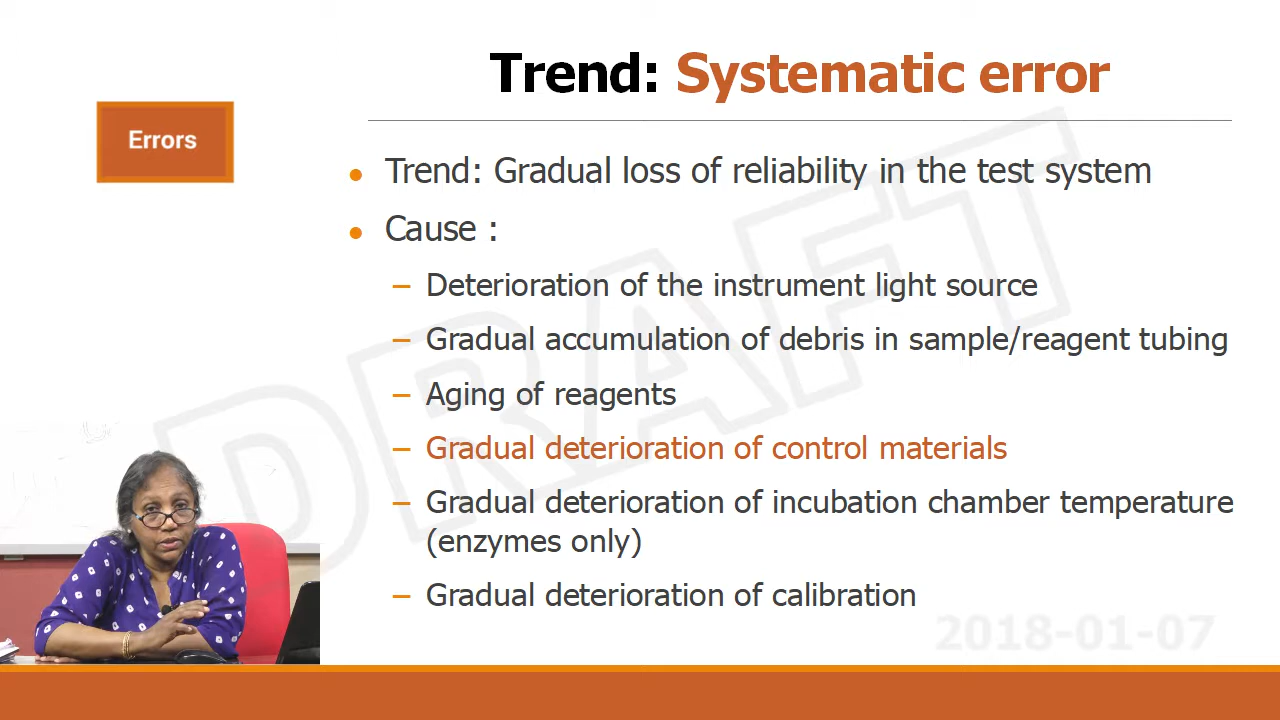 Trend: Systematic error
Errors
• Trend: Gradual loss of reliability in the test system
• Cause :
– Deterioration of the instrument light source
– Gradual accumulation of debris in sample/reagent tubing
– Aging of reagents
– Gradual deterioration of control materials
– Gradual deterioration of incubation chamber temperature
(enzymes only)
– Gradual deterioration of calibration
DRAFT
2018-01-07